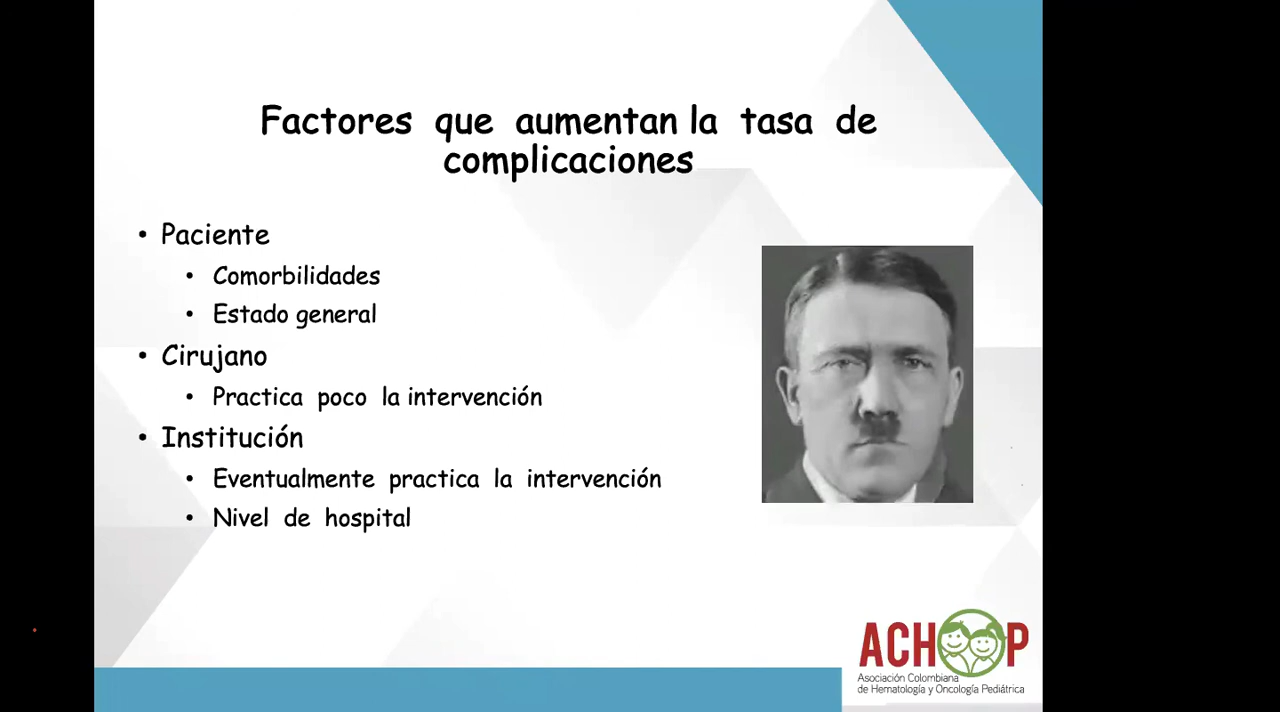 Factores que aumentan la tasa de
complicaciones
• Paciente
• Comorbilidades
• Estado general
• Cirujano
• Practica poco la intervención
• Institución
• Eventualmente practica la intervención
• Nivel de hospital
ACHOP
Asociación Colombiana
de Hematología y Oncología Pediátrica